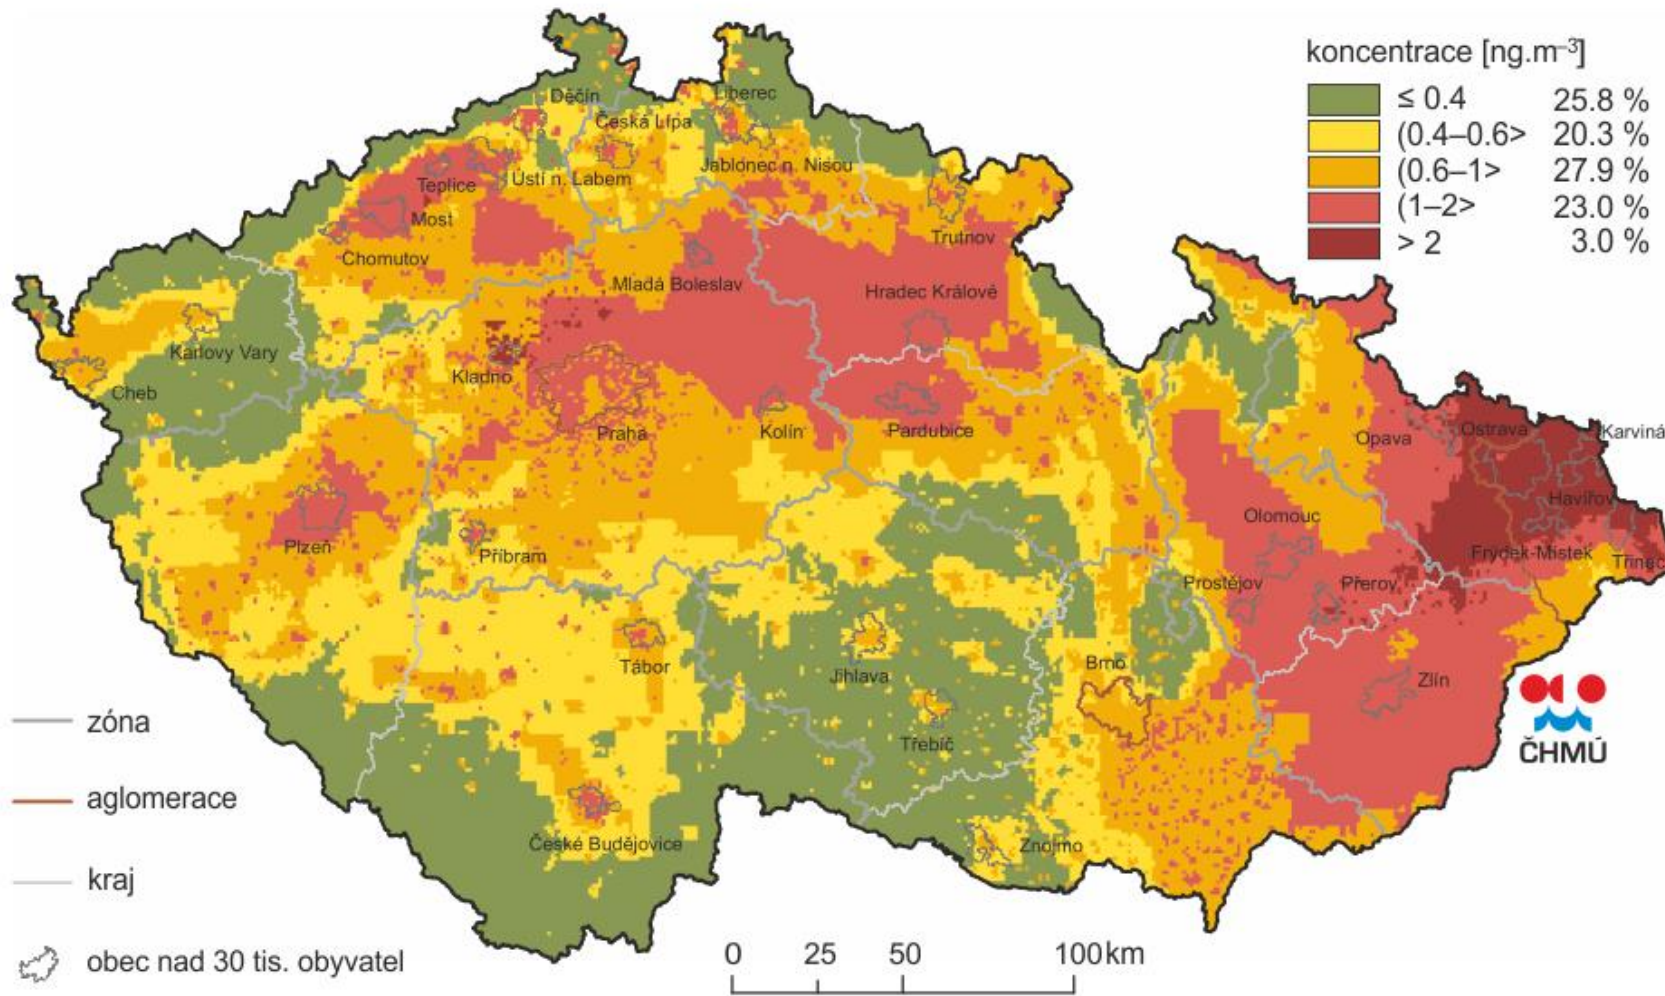 koncentrace [ng.m⁻³]
≤ 0.4 25.8 %
(0.4–0.6> 20.3 %
(0.6–1> 27.9 %
(1–2> 23.0 %
> 2 3.0 %
Děčín
Liberec
Česká Lípa
Jablonec n. Nisou
Teplice
Ústí n. Labem
Most
Trutnov
Chomutov
Mladá Boleslav
Hradec Králové
Karlovy Vary
Kladno
Cheb
Praha
Kolín
Pardubice
Opava
Ostrava
Karviná
Havířov
Olomouc
Plzeň
Příbram
Frýdek-Místek
Třinec
Prostějov
Přerov
Tábor
Jihlava
Brno
Zlín
Třebíč
České Budějovice
Znojmo
ČHMÚ
zóna
aglomerace
kraj
obec nad 30 tis. obyvatel
0 25 50 100km